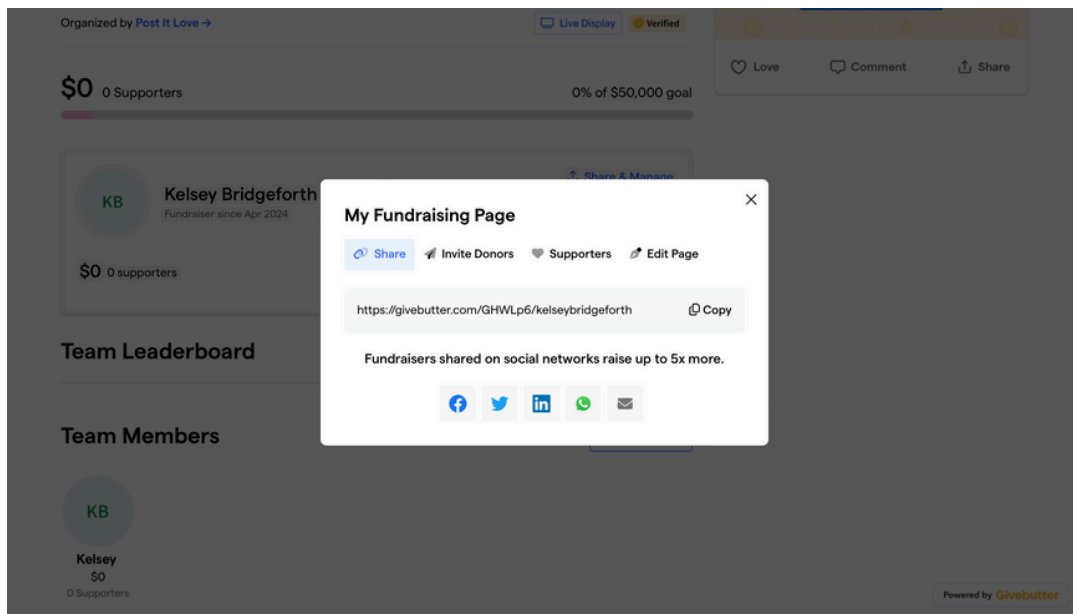 Organized by Post It Love →
Live Display
Verified
$0 0 Supporters
0% of $50,000 goal
Love
Comment
Share
KB
Kelsey Bridgeforth
Fundraiser since Apr 2024
Share & Manage
$0 0 supporters
My Fundraising Page
Share
Invite Donors
Supporters
Edit Page
https://givebutter.com/GHWLp6/kelseybridgeforth
Copy
Fundraisers shared on social networks raise up to 5x more.
Team Leaderboard
Team Members
KB
Kelsey
$0
0 Supporters
Powered by Givebutter